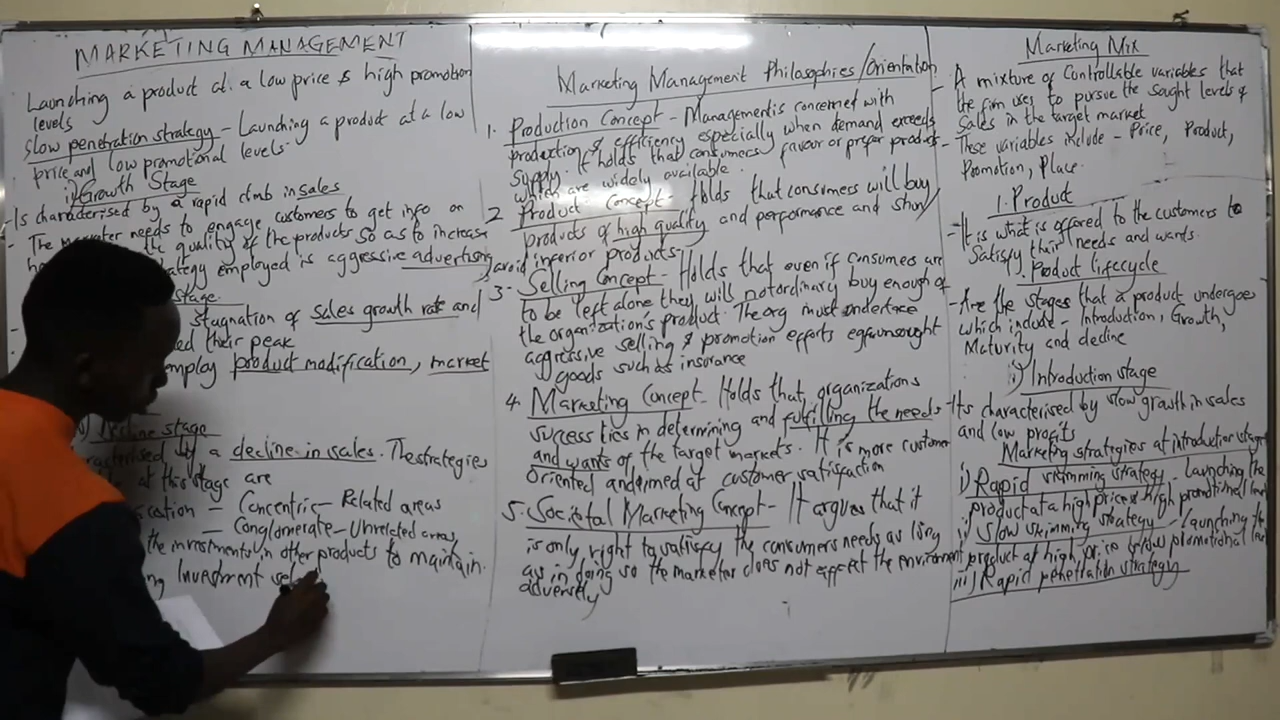 MARKETING MANAGEMENT
Launching a product at a low price & high promotion
levels
Slow penetration strategy - Launching a product at a low
price and low promotional levels.
ii) Growth Stage
- Is characterised by a rapid climb in sales
- The marketer needs to engage customers to get info on
the quality of the products so as to increase
employed is aggressive advertising
stage.
stagnation of sales growth rate and
their peak
product modification, market
Decline stage
by a decline in sales. The strategies
at this stage are
- Concentric - Related areas
- Conglomerate - Unrelated areas
the investments in other products to maintain.
Investment
Marketing Management Philosophies/Orientation
1. Production Concept - Management is concerned with
production & efficiency especially when demand exceeds
supply. It holds that consumers favour or prefer products
which are widely available.
2 Product Concept - Holds that consumers will buy
products of high quality and performance and shun/
avoid inferior products.
3- Selling Concept - Holds that even if consumers are
to be left alone they will not ordinary buy enough of
the organization's product. The org must undertake
aggressive selling & promotion efforts eg unsought
goods such as insurance
4. Marketing Concept - Holds that organizations
success lies in determining and fulfilling the needs
and wants of the target markets. It is more customer
oriented and aimed at customer satisfaction
5. Societal Marketing Concept - It argues that it
is only right to satisfy the consumers needs as long
as in doing so the marketer does not affect the environment
adversely
Marketing Mix
- A mixture of Controllable variables that
the firm uses to pursue the sought levels of
Sales in the target market
- These variables include - Price, Product,
Promotion, Place.
1. Product
- It is what is offered to the customers to
Satisfy their needs and wants.
Product lifecycle
- Are the stages that a product undergoes
which include - Introduction, Growth,
Maturity and decline
i) Introduction stage
- Its characterised by slow growth in sales
and low profits
Marketing strategies at introduction stage
i) Rapid skimming strategy - Launching the
product at a high price & high promotional level
ii) Slow skimming strategy - Launching the
product at high price & low promotional level
iii) Rapid penetration strategy